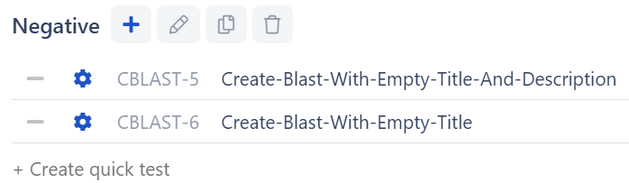 Negative
CBLAST-5 Create-Blast-With-Empty-Title-And-Description
CBLAST-6 Create-Blast-With-Empty-Title
+ Create quick test